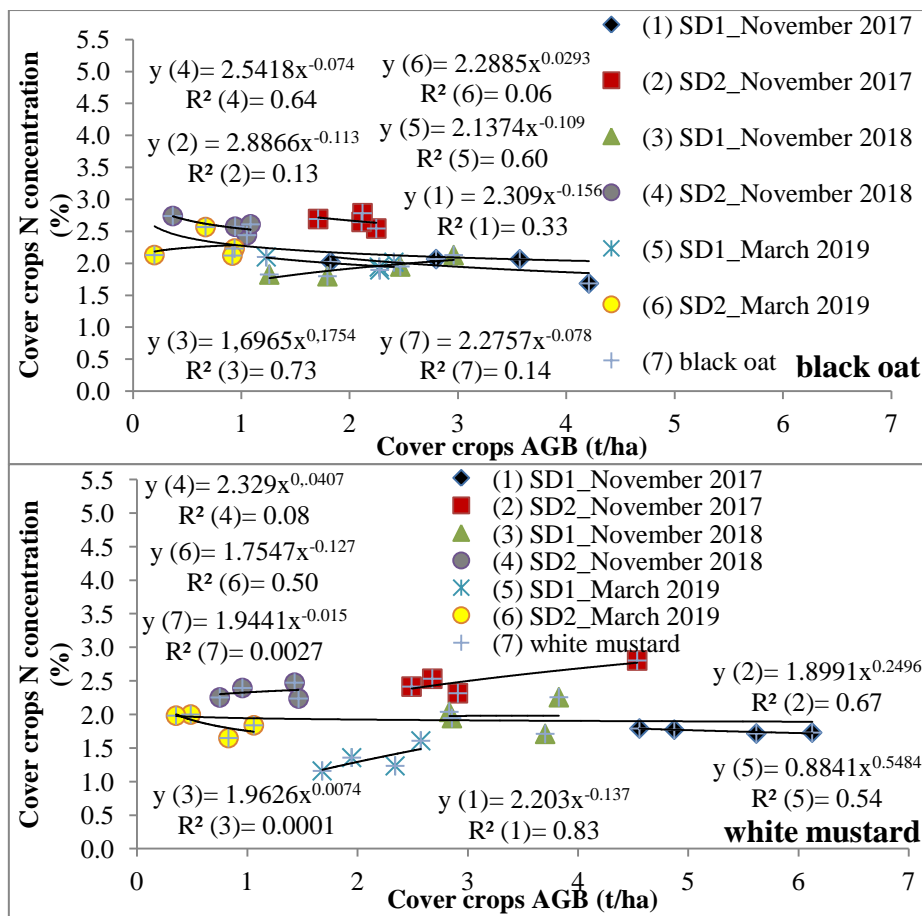 5.5
5.0
4.5
4.0
3.5
3.0
2.5
2.0
1.5
1.0
0.5
0.0
Cover crops N concentration
(%)
y (4)= 2.5418x^-0.074
R² (4)= 0.64
y (6)= 2.2885x^0.0293
R² (6)= 0.06
y (2)= 2.8866x^-0.113
R² (2)= 0.13
y (5)= 2.1374x^-0.109
R² (5)= 0.60
y (1)= 2.309x^-0.156
R² (1)= 0.33
y (3)= 1,6965x^0,1754
R² (3)= 0.73
y (7)= 2.2757x^-0.078
R² (7)= 0.14
(1) SD1_November 2017
(2) SD2_November 2017
(3) SD1_November 2018
(4) SD2_November 2018
(5) SD1_March 2019
(6) SD2_March 2019
(7) black oat
black oat
0 1 2 3 4 5 6 7
Cover crops AGB (t/ha)
5.5
5.0
4.5
4.0
3.5
3.0
2.5
2.0
1.5
1.0
0.5
0.0
Cover crops N concentration
(%)
y (4)= 2.329x^0,.0407
R² (4)= 0.08
y (6)= 1.7547x^-0.127
R² (6)= 0.50
y (7)= 1.9441x^-0.015
R² (7)= 0.0027
(1) SD1_November 2017
(2) SD2_November 2017
(3) SD1_November 2018
(4) SD2_November 2018
(5) SD1_March 2019
(6) SD2_March 2019
(7) white mustard
y (2)= 1.8991x^0.2496
R² (2)= 0.67
y (3)= 1.9626x^0.0074
R² (3)= 0.0001
y (1)= 2.203x^-0.137
R² (1)= 0.83
y (5)= 0.8841x^0.5484
R² (5)= 0.54
white mustard
0 1 2 3 4 5 6 7
Cover crops AGB (t/ha)